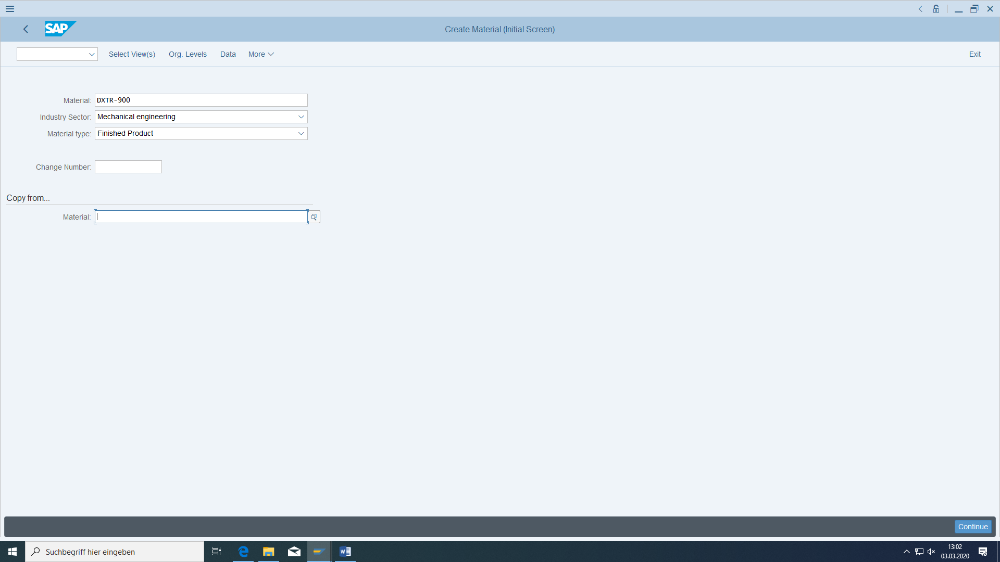 SAP
Create Material (Initial Screen)
Select View(s) Org. Levels Data More Exit
Material: DXTR-900
Industry Sector: Mechanical engineering
Material type: Finished Product
Change Number:
Copy from...
Material:
Continue
Suchbegriff hier eingeben
13:02
03.03.2020